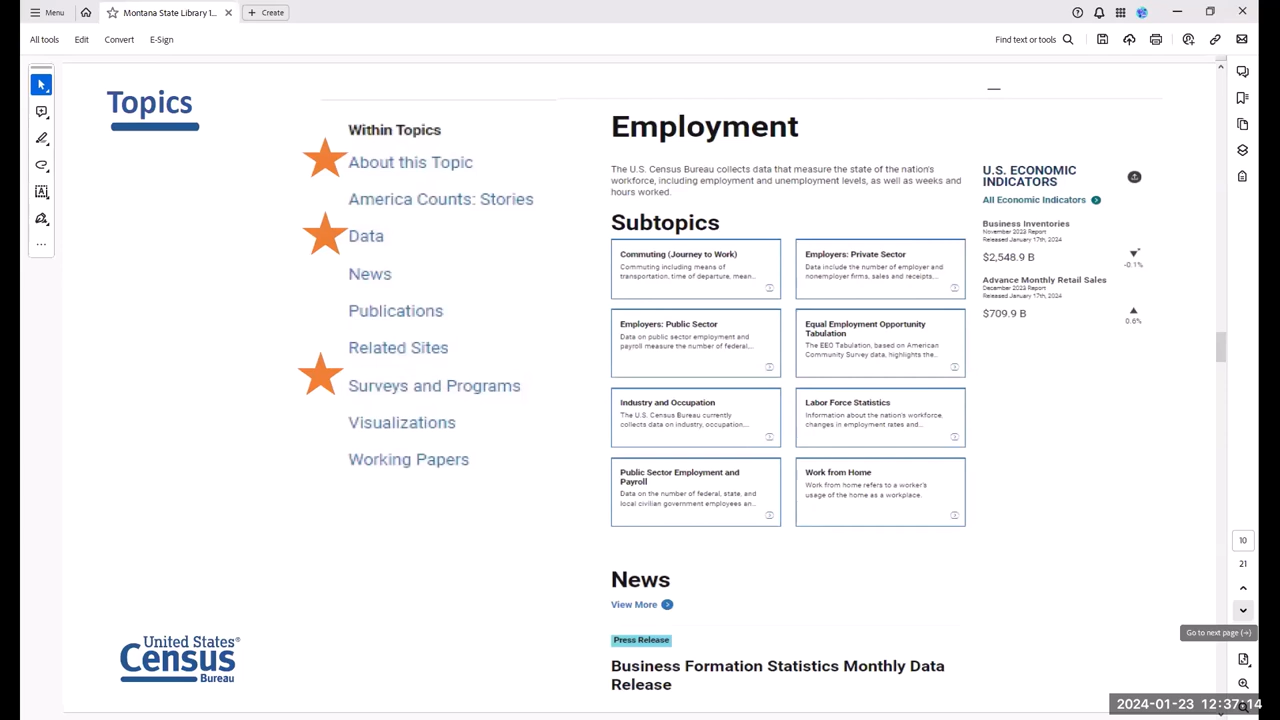 Menu
Montana State Library 1...
Create
All tools
Edit
Convert
E-Sign
Find text or tools
Topics
Within Topics
About this Topic
America Counts: Stories
Data
News
Publications
Related Sites
Surveys and Programs
Visualizations
Working Papers
Employment
The U.S. Census Bureau collects data that measure the state of the nation's
workforce, including employment and unemployment levels, as well as weeks and
hours worked.
Subtopics
Commuting (Journey to Work)
Commuting including means of
transportation, time of departure, mean...
Employers: Private Sector
Data include the number of employer and
nonemployer firms, sales and receipts,...
Employers: Public Sector
Data on public sector employment and
payroll measure the number of federal...
Equal Employment Opportunity
Tabulation
The EEO Tabulation, based on American
Community Survey data, highlights the...
Industry and Occupation
The U.S. Census Bureau currently
collects data on industry, occupation,...
Labor Force Statistics
Information about the nation's workforce,
changes in employment rates and...
Public Sector Employment and
Payroll
Data on the number of federal, state, and
local civilian government employees an...
Work from Home
Work from home refers to a worker's
usage of the home as a workplace.
U.S. ECONOMIC
INDICATORS
All Economic Indicators
Business Inventories
November 2023 Report
Released January 17th, 2024
$2,548.9 B
-0.1%
Advance Monthly Retail Sales
December 2023 Report
Released January 17th, 2024
$709.9 B
0.6%
News
View More
Press Release
Business Formation Statistics Monthly Data
Release
United States®
Census
Bureau
10
21
Go to next page (→)
2024-01-23 12:37:14